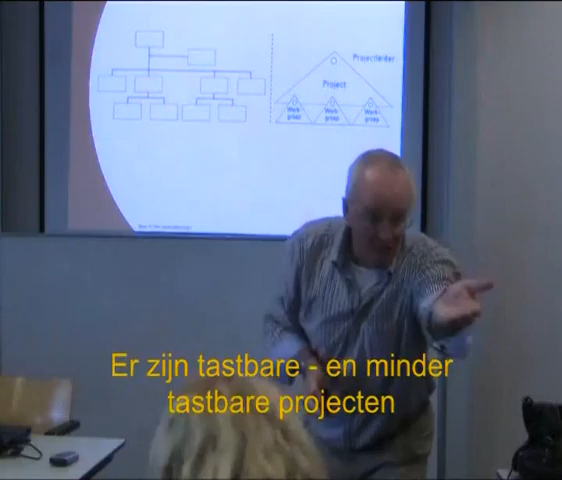 Projectleider
Project
Werk
groep
Werk
groep
Werk
groep
Er zijn tastbare - en minder
tastbare projecten